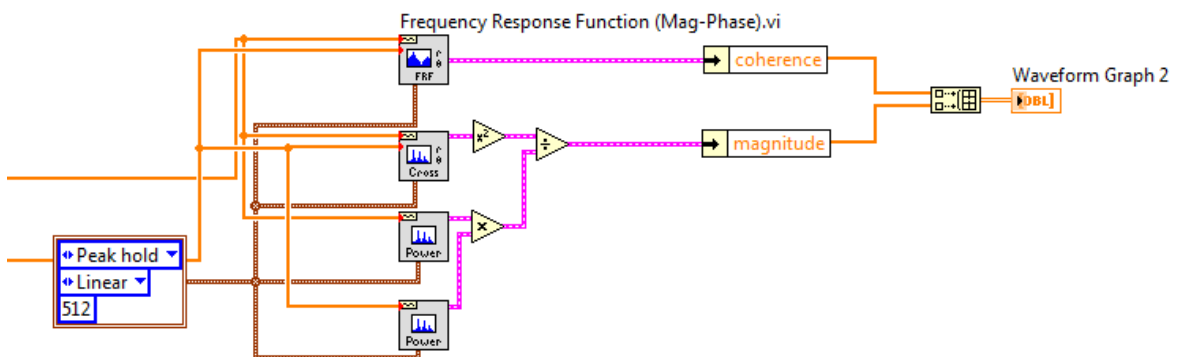 Frequency Response Function (Mag-Phase).vi
r
θ
FRF
coherence
Waveform Graph 2
DBL]
r
θ
Cross
x²
÷
magnitude
Power
x
Peak hold
Linear
512
Power